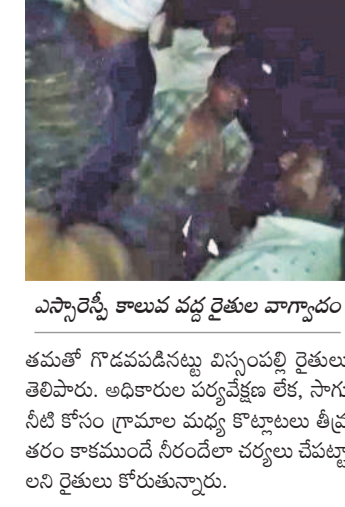 ఎస్సారెస్పీ కాలువ వద్ద రైతుల వాగ్వాదం
తమతో గొడవపడినట్టు విస్సంపల్లి రైతులు
తెలిపారు. అధికారుల పర్యవేక్షణ లేక, సాగు
నీటి కోసం గ్రామాల మధ్య కొట్లాటలు తీవ్ర
తరం కాకముందే నీరందేలా చర్యలు చేపట్టా
లని రైతులు కోరుతున్నారు.